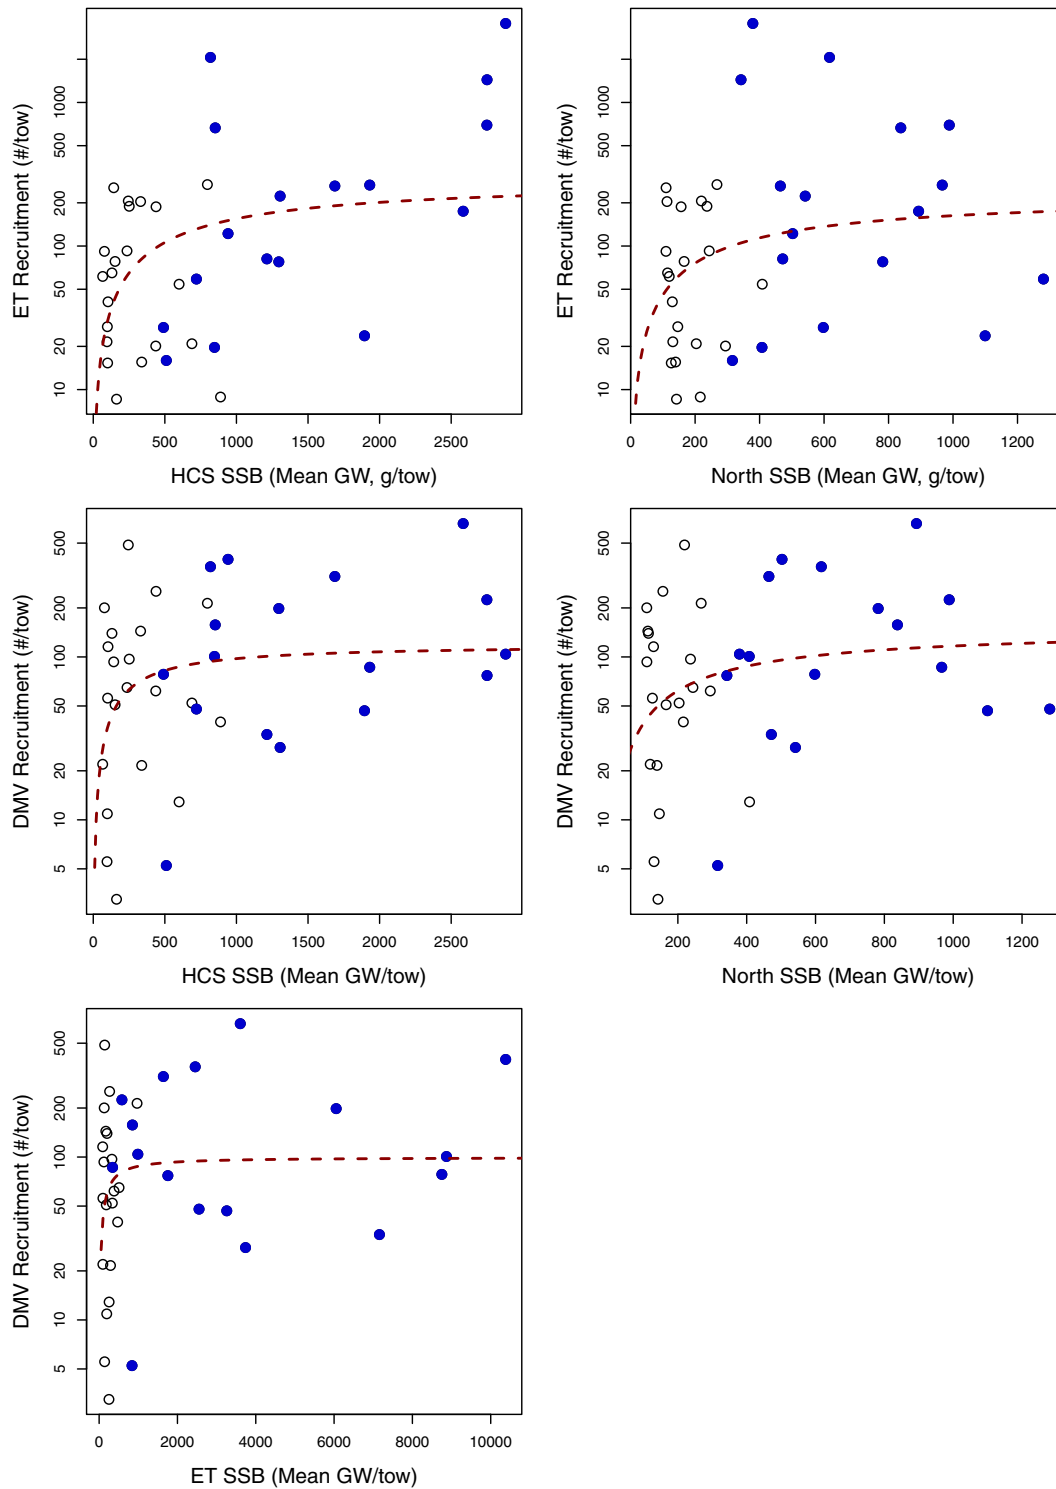 ET Recruitment (#/tow)
10 20 50 100 200 500 1000
0 500 1000 1500 2000 2500
HCS SSB (Mean GW, g/tow)
ET Recruitment (#/tow)
10 20 50 100 200 500 1000
0 200 400 600 800 1000 1200
North SSB (Mean GW, g/tow)
DMV Recruitment (#/tow)
5 10 20 50 100 200 500
0 500 1000 1500 2000 2500
HCS SSB (Mean GW/tow)
DMV Recruitment (#/tow)
5 10 20 50 100 200 500
200 400 600 800 1000 1200
North SSB (Mean GW/tow)
DMV Recruitment (#/tow)
5 10 20 50 100 200 500
0 2000 4000 6000 8000 10000
ET SSB (Mean GW/tow)